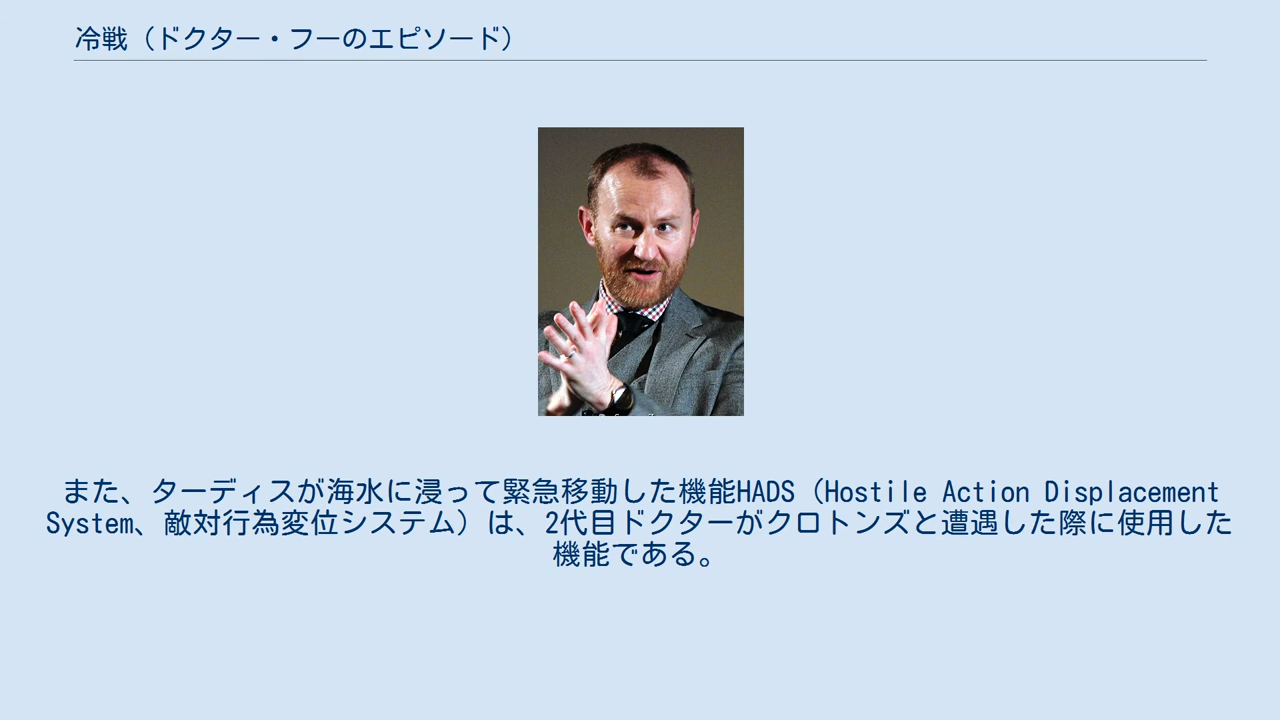 冷戦（ドクター・フーのエピソード）
また、ターディスが海水に浸って緊急移動した機能HADS（Hostile Action Displacement
System、敵対行為変位システム）は、2代目ドクターがクロトンズと遭遇した際に使用した
機能である。